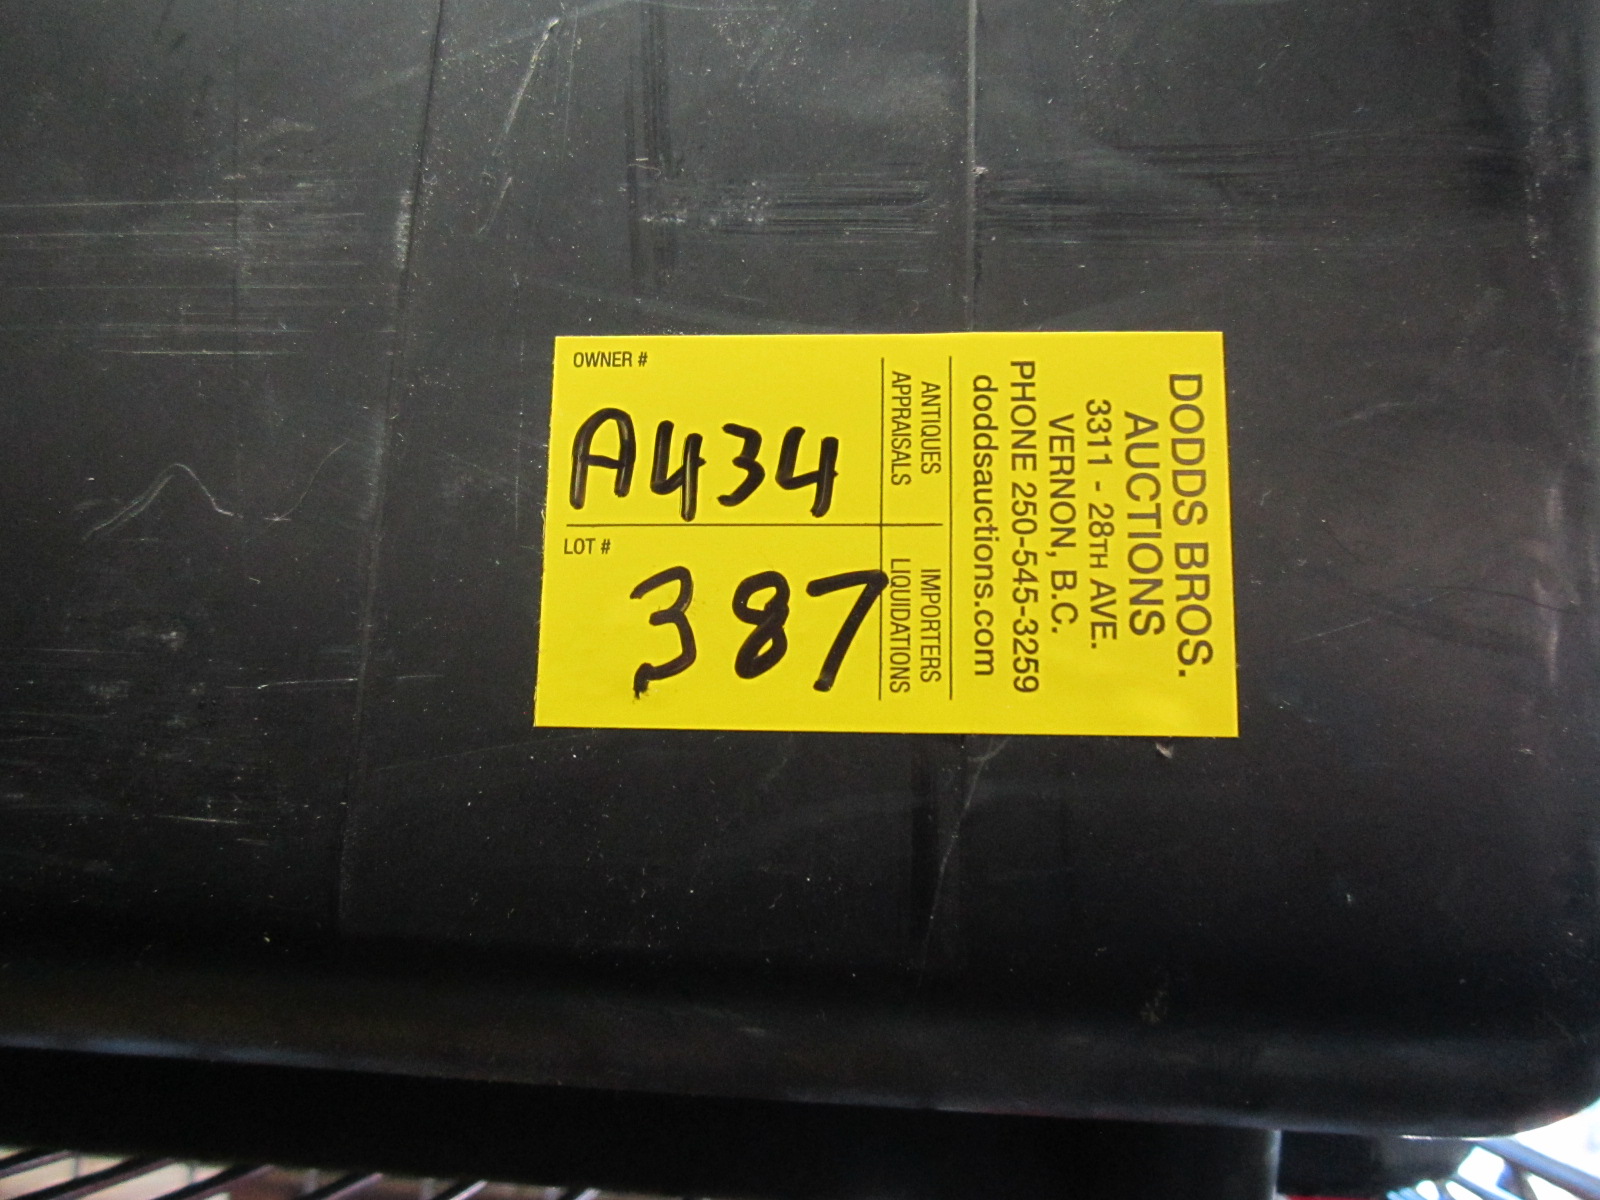 OWNER #
A434
LOT #
387
ANTIQUES
APPRAISALS
IMPORTERS
LIQUIDATIONS
DODDS BROS.
AUCTIONS
3311 - 28TH AVE.
VERNON, B.C.
PHONE 250-545-3259
doddsauctions.com